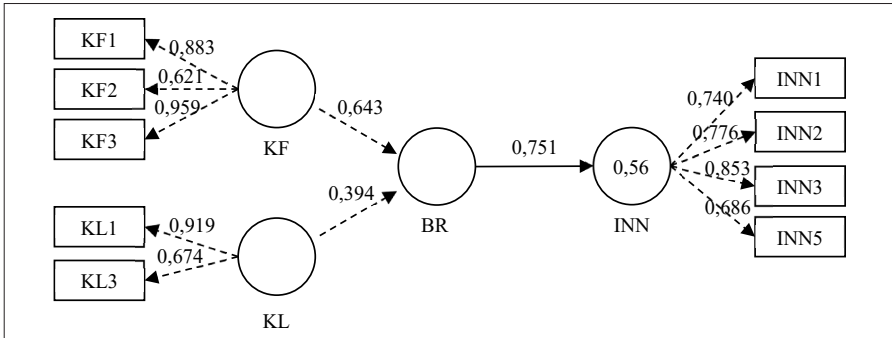 KF1
0,883
KF2
0,621
KF3
0,959
KF
0,643
KL1
0,919
KL3
0,674
KL
0,394
BR
0,751
0,56
INN
0,740
INN1
0,776
INN2
0,853
INN3
0,686
INN5